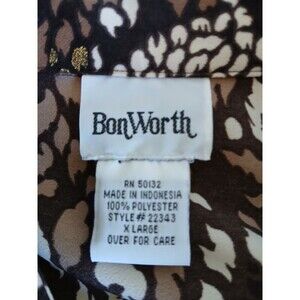 BonWorth
RN 50132
MADE IN INDONESIA
100% POLYESTER
STYLE# 22343
X LARGE
OVER FOR CARE